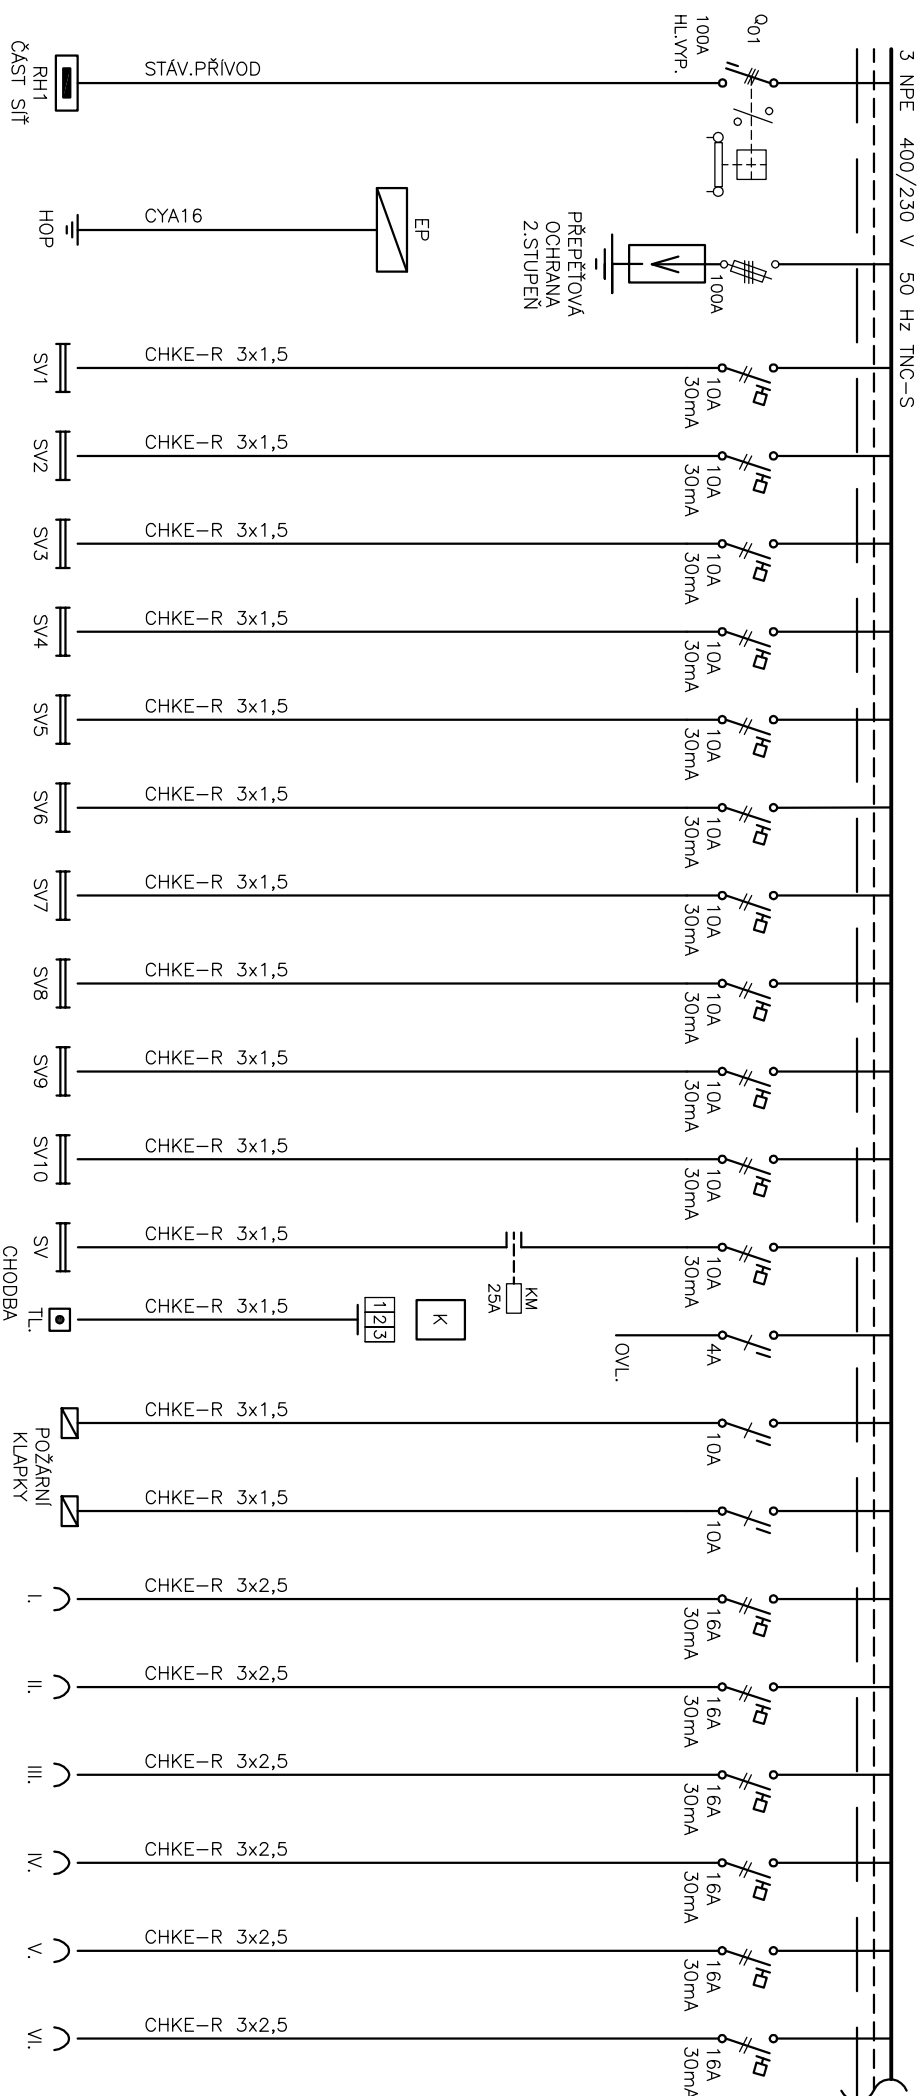 3 NPE 400/230 V 50 Hz TNC-S
Q01
100A
HL.VYP.
STÁV.PŘÍVOD
RH1
ČÁST SÍŤ
EP
CYA16
HOP
100A
PŘEPĚŤOVÁ
OCHRANA
2.STUPEŇ
10A
30mA
CHKE-R 3x1,5
SV1
10A
30mA
CHKE-R 3x1,5
SV2
10A
30mA
CHKE-R 3x1,5
SV3
10A
30mA
CHKE-R 3x1,5
SV4
10A
30mA
CHKE-R 3x1,5
SV5
10A
30mA
CHKE-R 3x1,5
SV6
10A
30mA
CHKE-R 3x1,5
SV7
10A
30mA
CHKE-R 3x1,5
SV8
10A
30mA
CHKE-R 3x1,5
SV9
10A
30mA
CHKE-R 3x1,5
SV10
10A
30mA
KM
25A
CHKE-R 3x1,5
SV
4A
OVL.
K
1 2 3
CHKE-R 3x1,5
TL.
CHODBA
10A
CHKE-R 3x1,5
10A
CHKE-R 3x1,5
POŽÁRNÍ
KLAPKY
16A
30mA
CHKE-R 3x2,5
I.
16A
30mA
CHKE-R 3x2,5
II.
16A
30mA
CHKE-R 3x2,5
III.
16A
30mA
CHKE-R 3x2,5
IV.
16A
30mA
CHKE-R 3x2,5
V.
16A
30mA
CHKE-R 3x2,5
VI.